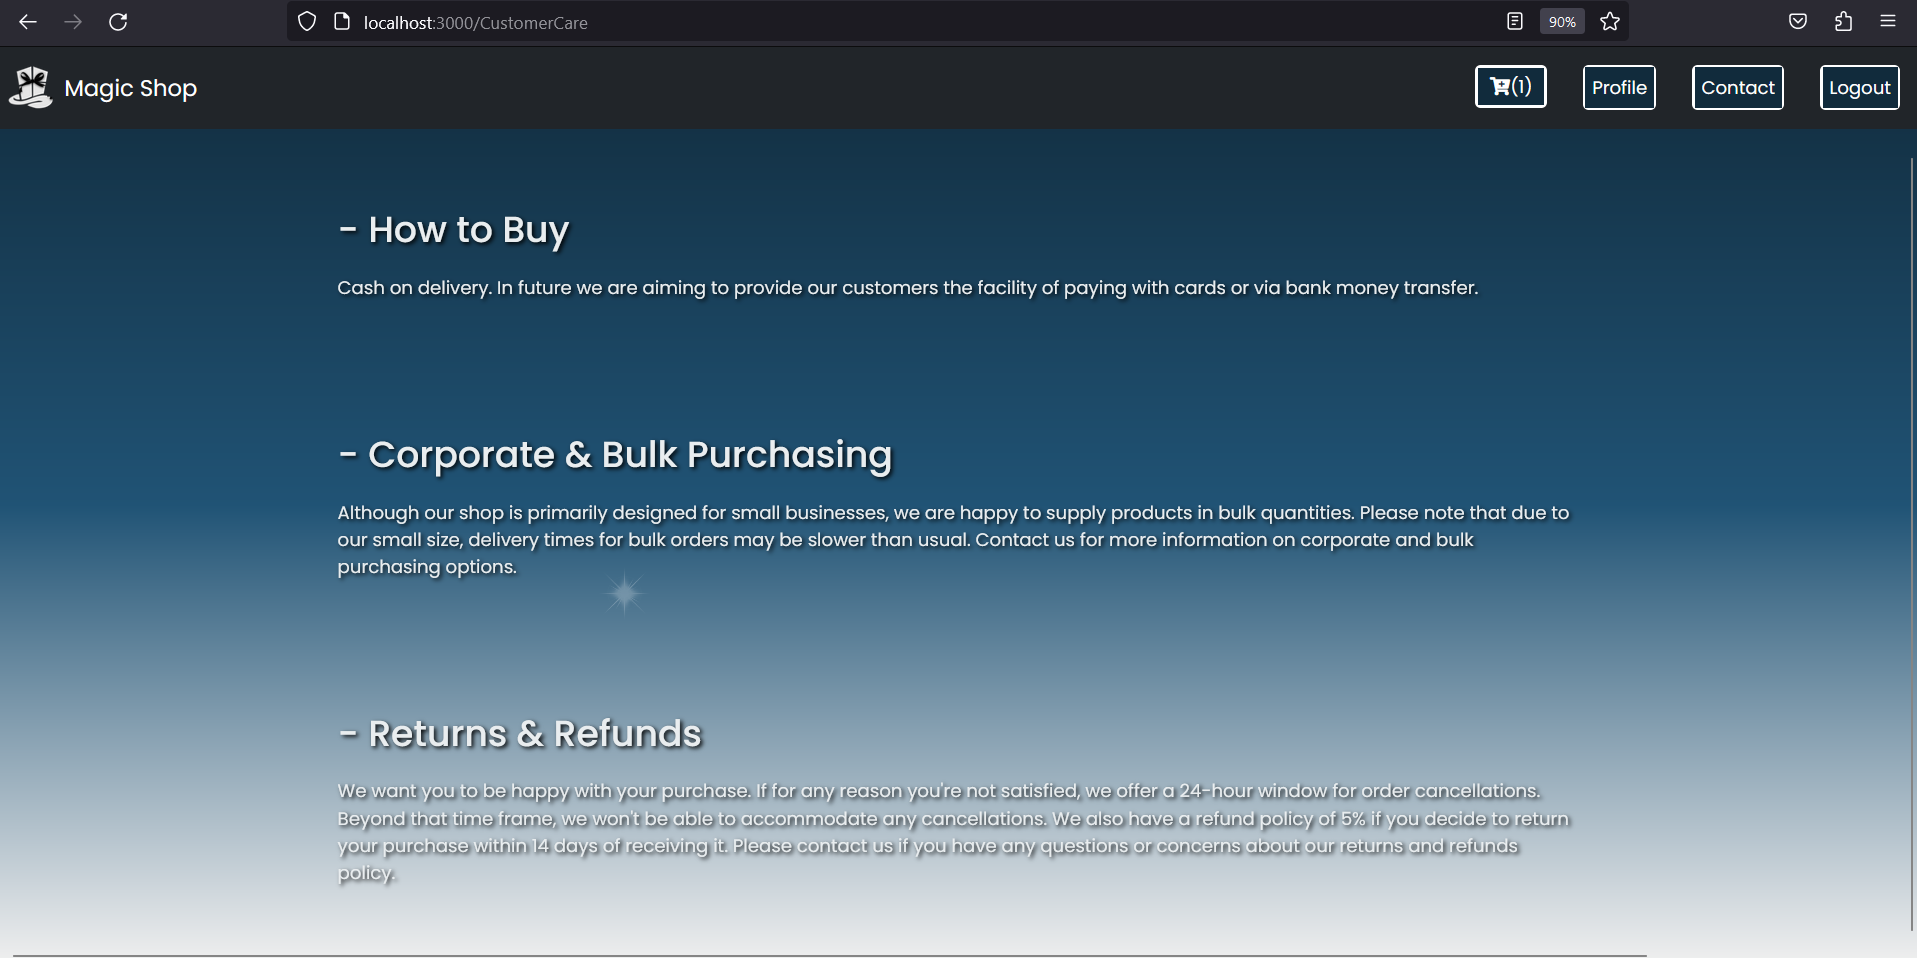 localhost:3000/CustomerCare
90%
Magic Shop
(1)
Profile
Contact
Logout
- How to Buy
Cash on delivery. In future we are aiming to provide our customers the facility of paying with cards or via bank money transfer.
- Corporate & Bulk Purchasing
Although our shop is primarily designed for small businesses, we are happy to supply products in bulk quantities. Please note that due to
our small size, delivery times for bulk orders may be slower than usual. Contact us for more information on corporate and bulk
purchasing options.
- Returns & Refunds
We want you to be happy with your purchase. If for any reason you're not satisfied, we offer a 24-hour window for order cancellations.
Beyond that time frame, we won't be able to accommodate any cancellations. We also have a refund policy of 5% if you decide to return
your purchase within 14 days of receiving it. Please contact us if you have any questions or concerns about our returns and refunds
policy.